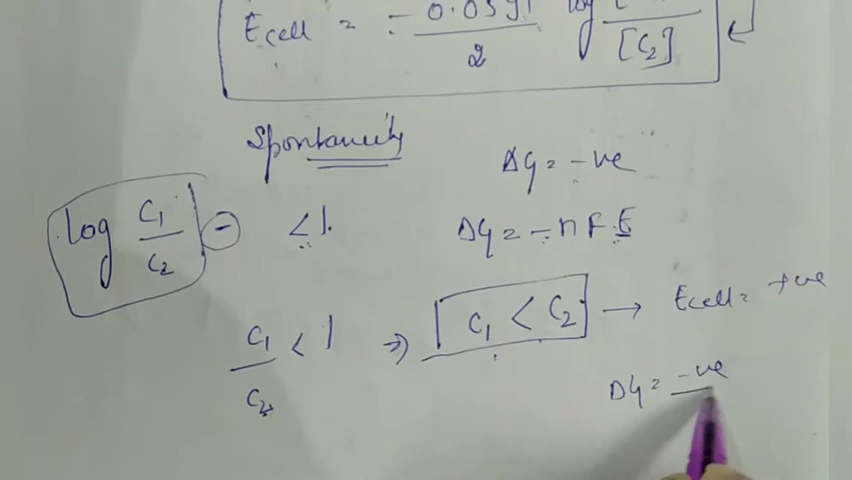 Ecell = - 0.0591/2 log [C₂]
Spontaneity
ΔG = -ve
log C₁/C₂ - <1.
ΔG = -nFE
C₁/C₂ < 1 ⇒ C₁ < C₂ → Ecell = +ve
ΔG = -ve